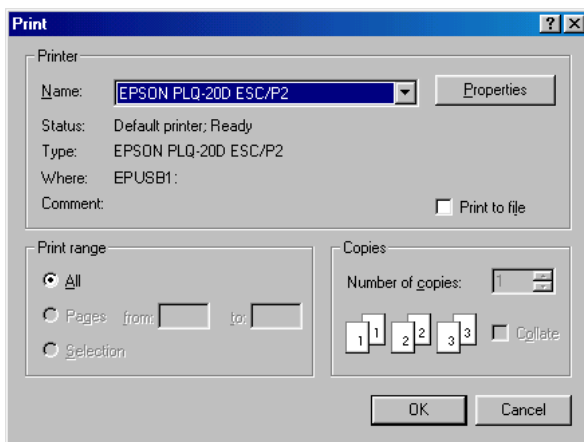 Print
Printer
Name: EPSON PLQ-20D ESC/P2 Properties
Status: Default printer; Ready
Type: EPSON PLQ-20D ESC/P2
Where: EPUSB1:
Comment:
Print to file
Print range
All
Pages from: to:
Selection
Copies
Number of copies: 1
1 1 2 2 3 3 Collate
OK Cancel